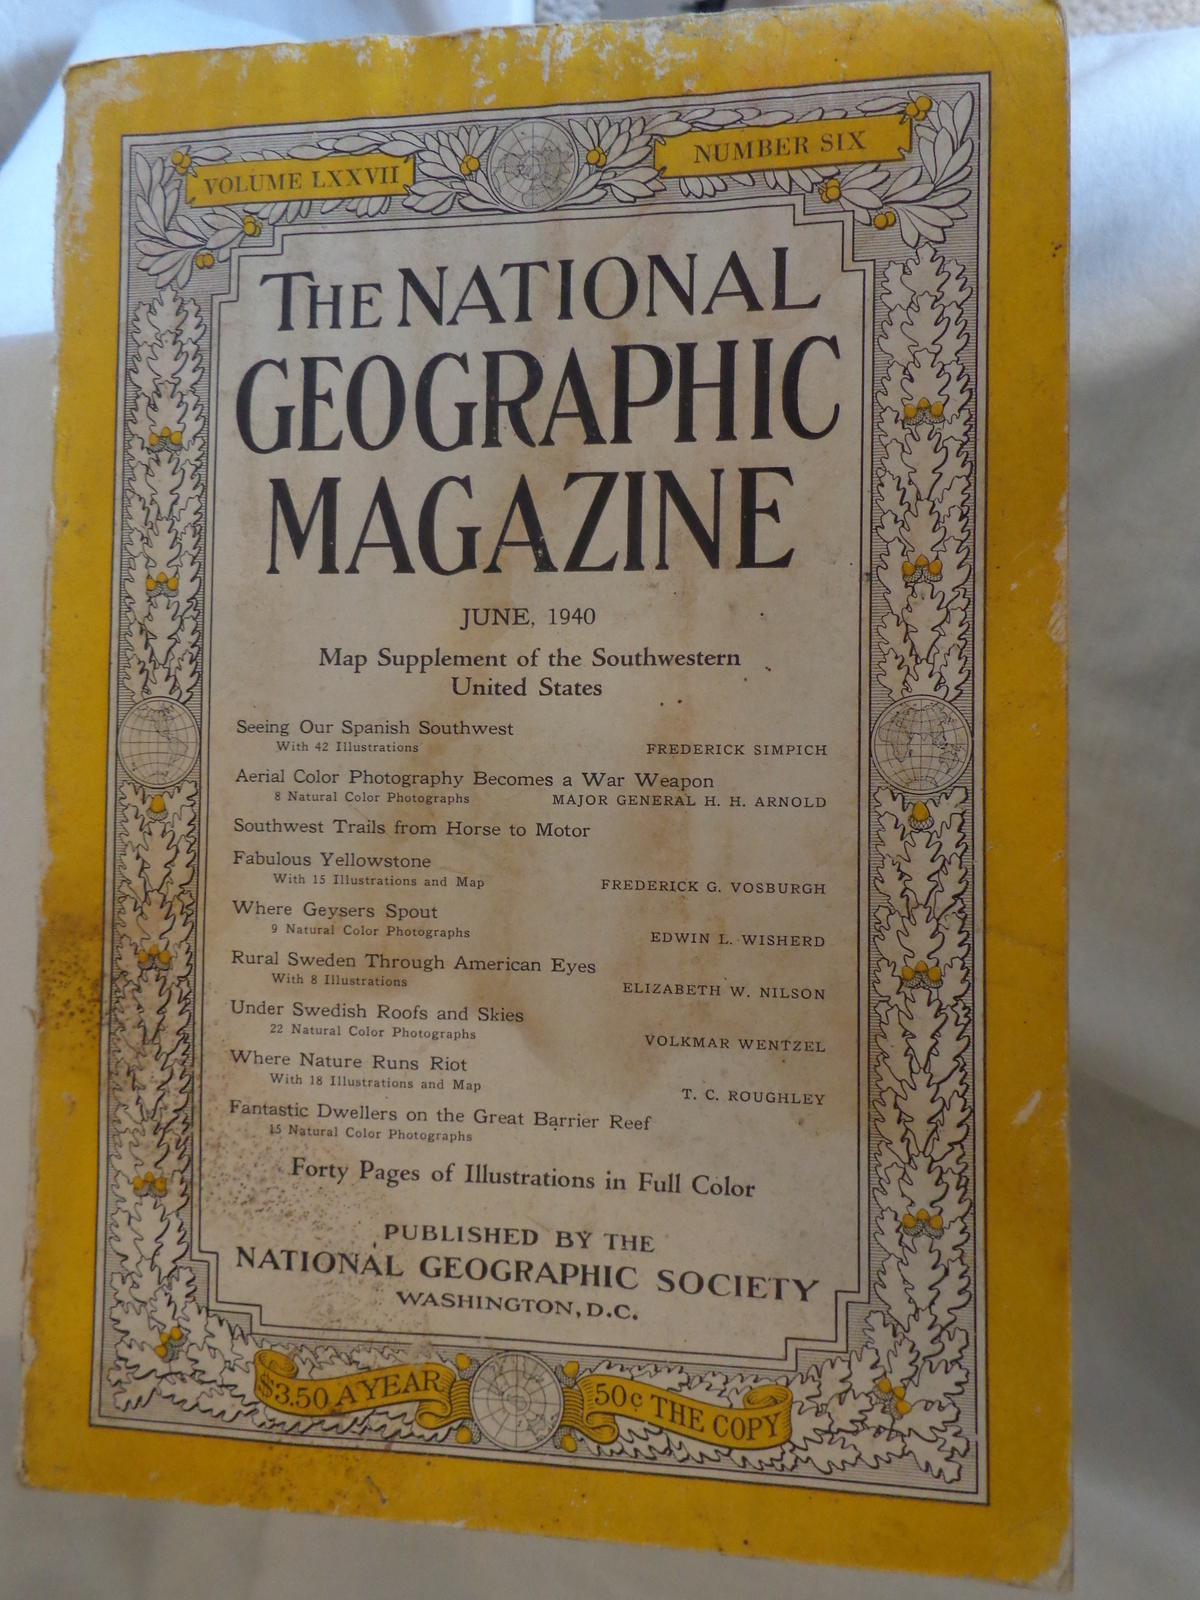 VOLUME LXXVII
NUMBER SIX
THE NATIONAL
GEOGRAPHIC
MAGAZINE
JUNE, 1940
Map Supplement of the Southwestern
United States
Seeing Our Spanish Southwest
With 42 Illustrations FREDERICK SIMPICH
Aerial Color Photography Becomes a War Weapon
8 Natural Color Photographs MAJOR GENERAL H. H. ARNOLD
Southwest Trails from Horse to Motor
Fabulous Yellowstone
With 15 Illustrations and Map FREDERICK G. VOSBURGH
Where Geysers Spout
9 Natural Color Photographs EDWIN L. WISHERD
Rural Sweden Through American Eyes
With 8 Illustrations ELIZABETH W. NILSON
Under Swedish Roofs and Skies
22 Natural Color Photographs VOLKMAR WENTZEL
Where Nature Runs Riot
With 18 Illustrations and Map T. C. ROUGHLEY
Fantastic Dwellers on the Great Barrier Reef
15 Natural Color Photographs
Forty Pages of Illustrations in Full Color
PUBLISHED BY THE
NATIONAL GEOGRAPHIC SOCIETY
WASHINGTON, D.C.
$3.50 A YEAR
50¢ THE COPY